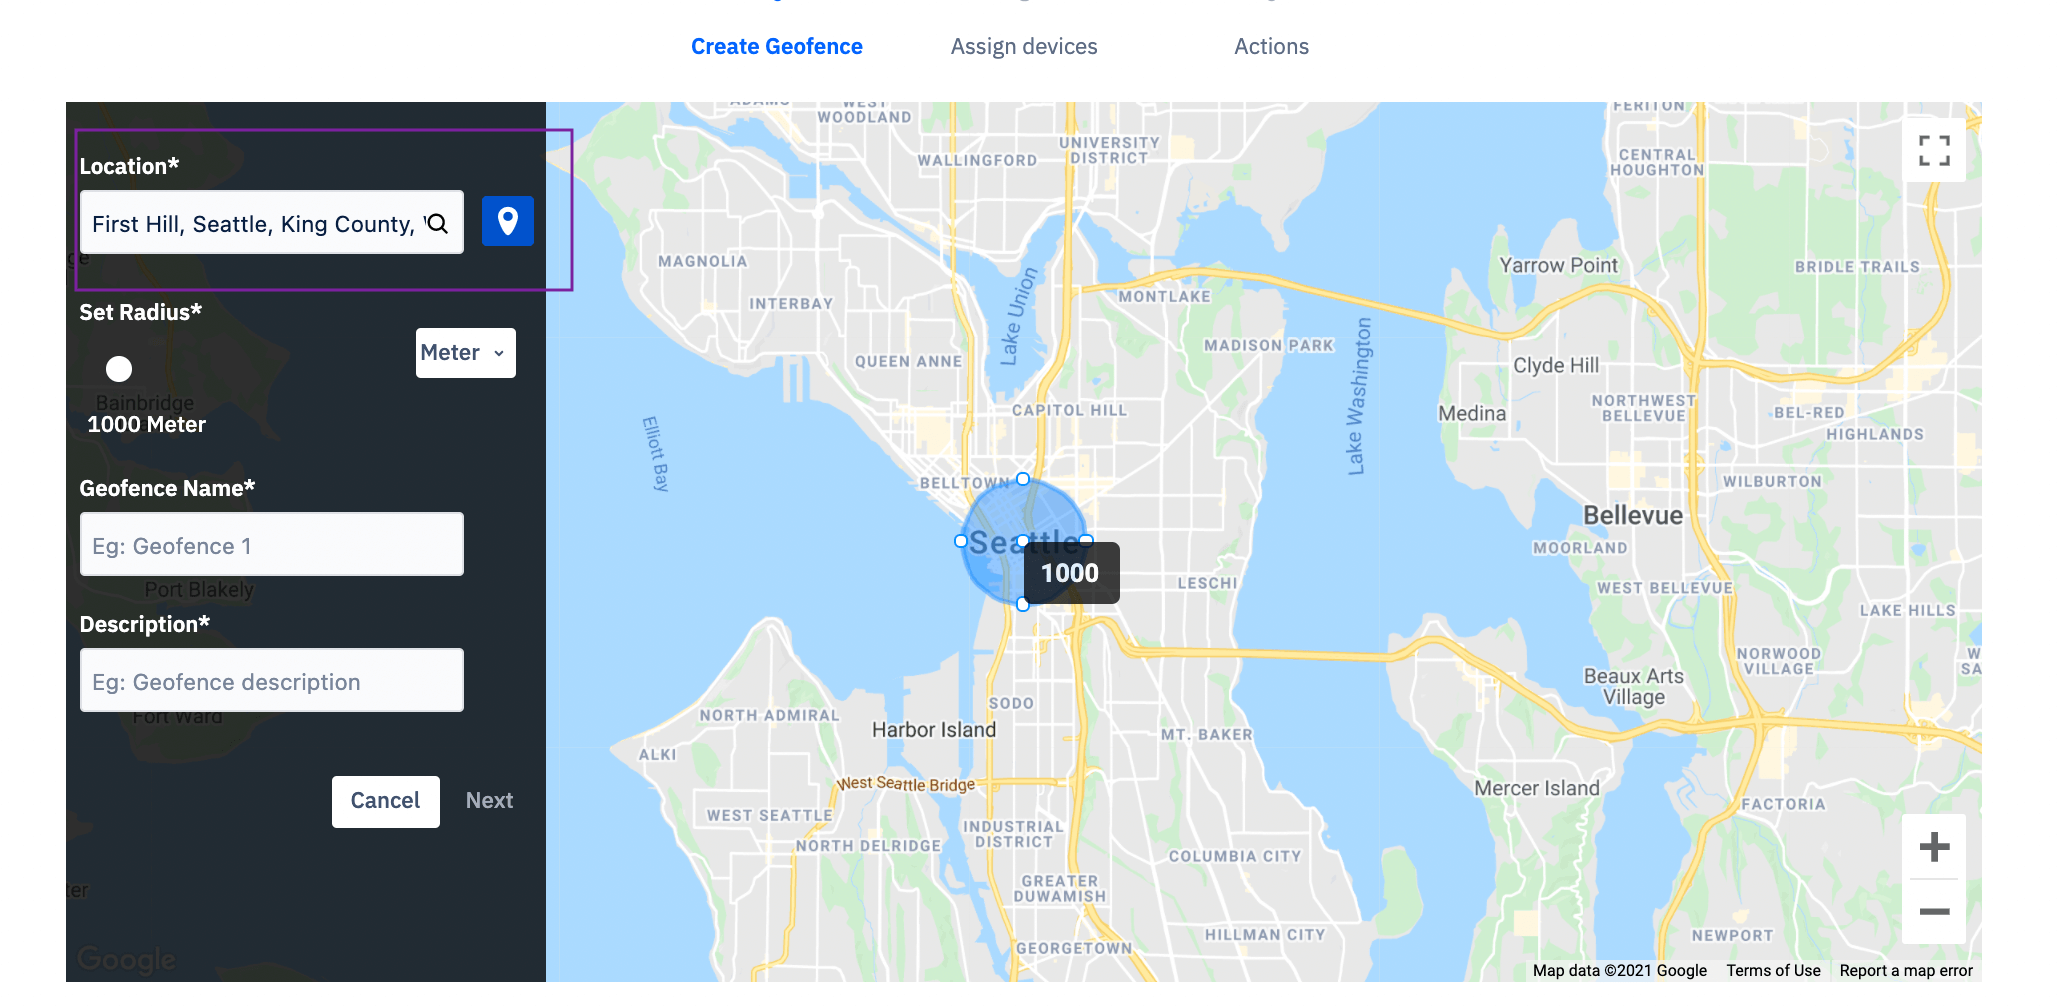 Create Geofence
Assign devices
Actions
Location*
First Hill, Seattle, King County,
Set Radius*
Meter
Bainbridge
1000 Meter
Geofence Name*
Eg: Geofence 1
Port Blakely
Description*
Eg: Geofence description
Fort Ward
Cancel
Next
Google
WEST
WOODLAND
WALLINGFORD
UNIVERSITY
DISTRICT
FERITON
CENTRAL
HOUGHTON
MAGNOLIA
INTERBAY
Lake Union
MONTLAKE
Yarrow Point
BRIDLE TRAILS
QUEEN ANNE
MADISON PARK
Lake Washington
Clyde Hill
CAPITOL HILL
Medina
NORTHWEST
BELLEVUE
BEL-RED
HIGHLANDS
Elliott Bay
BELLTOWN
WILBURTON
Bellevue
Seattle
1000
MOORLAND
LESCHI
WEST BELLEVUE
LAKE HILLS
NORWOOD
VILLAGE
Beaux Arts
Village
SODO
NORTH ADMIRAL
Harbor Island
MT. BAKER
ALKI
West Seattle Bridge
Mercer Island
FACTORIA
WEST SEATTLE
INDUSTRIAL
DISTRICT
NORTH DELRIDGE
COLUMBIA CITY
GREATER
DUWAMISH
HILLMAN CITY
NEWPORT
GEORGETOWN
Map data ©2021 Google
Terms of Use
Report a map error